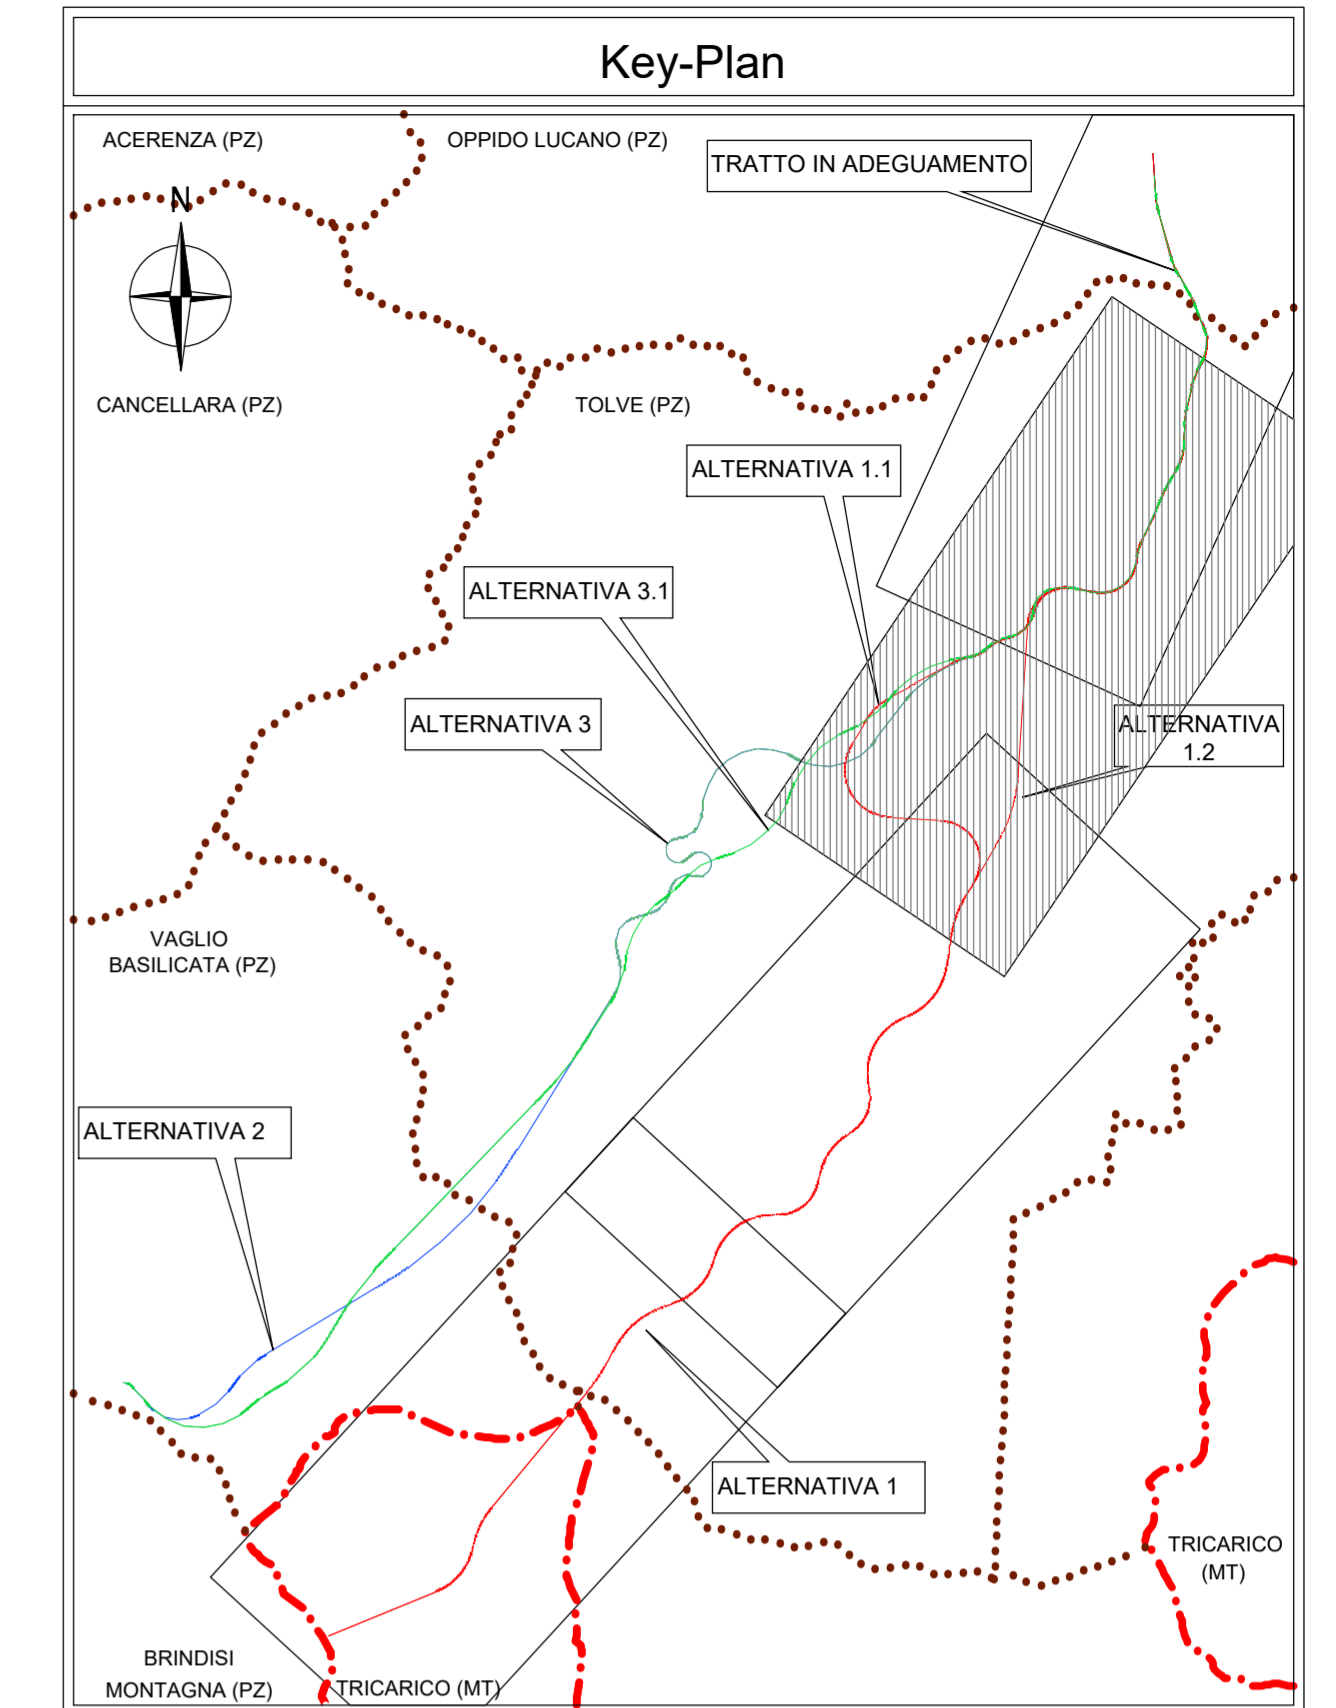 Key-Plan
ACERENZA (PZ)
OPPIDO LUCANO (PZ)
TRATTO IN ADEGUAMENTO
N
CANCELLARA (PZ)
TOLVE (PZ)
ALTERNATIVA 1.1
ALTERNATIVA 3.1
ALTERNATIVA 3
ALTERNATIVA
1.2
VAGLIO
BASILICATA (PZ)
ALTERNATIVA 2
ALTERNATIVA 1
TRICARICO
(MT)
BRINDISI
MONTAGNA (PZ)
TRICARICO (MT)